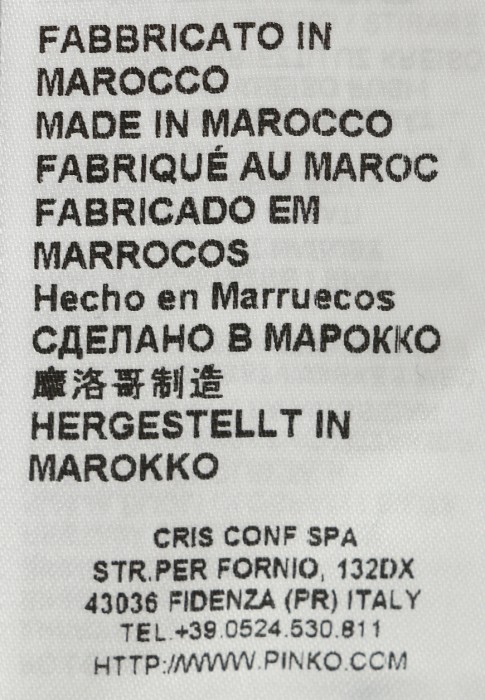 FABBRICATO IN
MAROCCO
MADE IN MAROCCO
FABRIQUÉ AU MAROC
FABRICADO EM
MARROCOS
Hecho en Marruecos
СДЕЛАНО В МАРОККО
摩洛哥制造
HERGESTELLT IN
MAROKKO
CRIS CONF SPA
STR.PER FORNIO, 132DX
43036 FIDENZA (PR) ITALY
TEL.+39.0524.530.811
HTTP://WWW.PINKO.COM